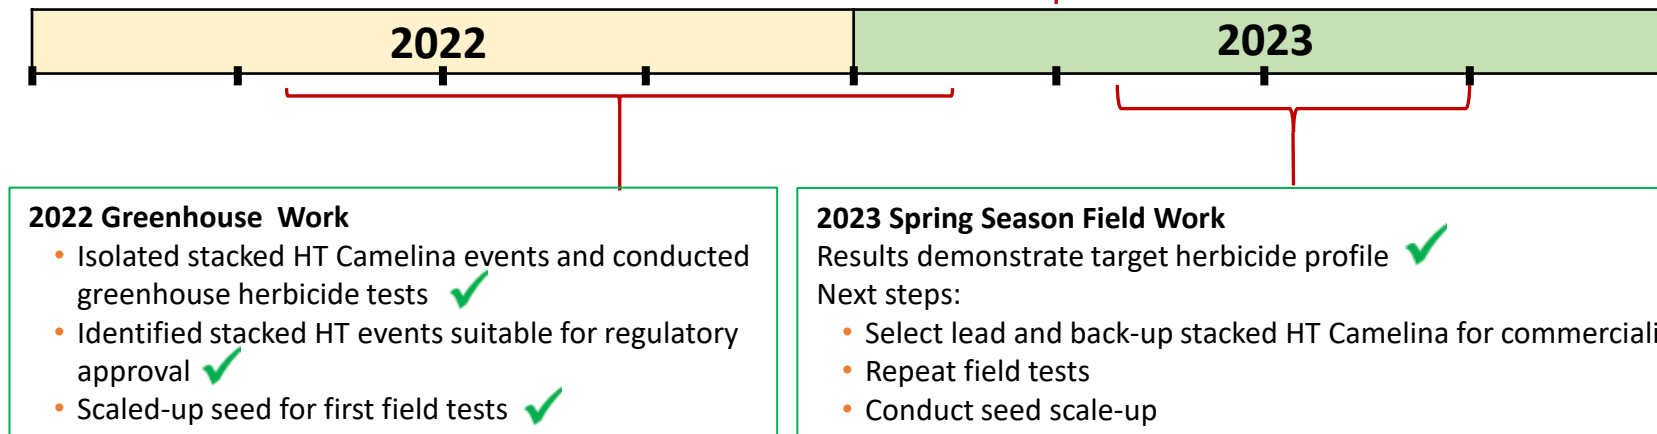 2022
2023
2022 Greenhouse Work
• Isolated stacked HT Camelina events and conducted
greenhouse herbicide tests
• Identified stacked HT events suitable for regulatory
approval
• Scaled-up seed for first field tests
2023 Spring Season Field Work
Results demonstrate target herbicide profile
Next steps:
• Select lead and back-up stacked HT Camelina for commerciali
• Repeat field tests
• Conduct seed scale-up